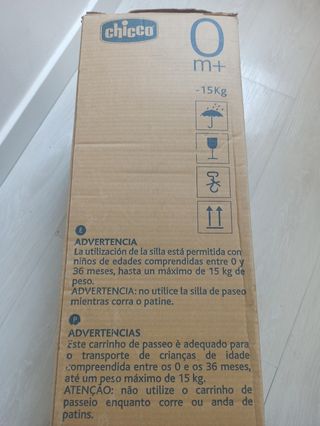 chicco
0
m+
-15Kg
E
ADVERTENCIA
La utilización de la silla está permitida con
niños de edades comprendidas entre 0 y
36 meses, hasta un máximo de 15 kg de
peso.
ADVERTENCIA: no utilice la silla de paseo
mientras corra o patine.
P
ADVERTÊNCIAS
Este carrinho de passeo è adequado para
o transporte de crianças de idade
compreendida entre os 0 e os 36 meses,
até um peso máximo de 15 kg.
ATENÇÃO: não utilize o carrinho de
passeio enquanto corre ou anda de
patins.